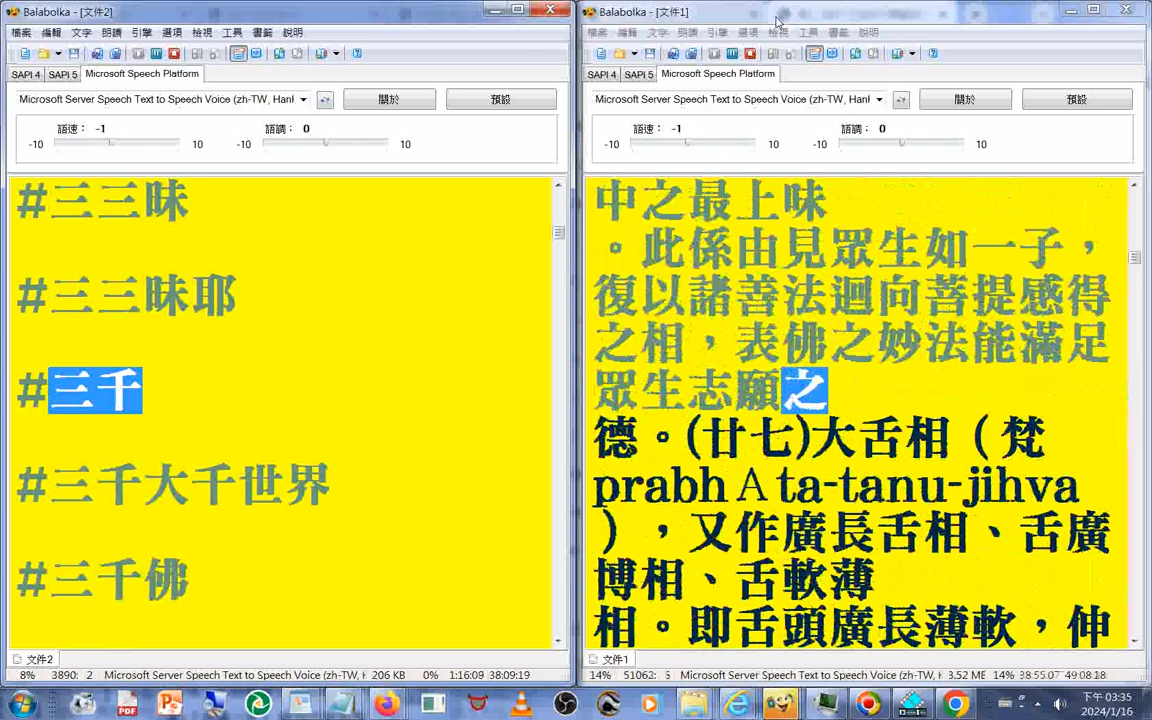 Balabolka - [文件2]
檔案 編輯 文字 朗讀 引擎 選項 檢視 工具 書籤 說明
SAPI 4 SAPI 5 Microsoft Speech Platform
Microsoft Server Speech Text to Speech Voice (zh-TW, Hanl
關於 預設
語速： -1 語調： 0
-10 10 -10 10
#三三昧
#三三昧耶
#三千
#三千大千世界
#三千佛
文件2
8% 3890: 2 Microsoft Server Speech Text to Speech Voice (zh-TW, H 206 KB 0% 1:16:09 38:09:19
Balabolka - [文件1]
檔案 編輯 文字 朗讀 引擎 選項 檢視 工具 書籤 說明
SAPI 4 SAPI 5 Microsoft Speech Platform
Microsoft Server Speech Text to Speech Voice (zh-TW, Hanl
關於 預設
語速： -1 語調： 0
-10 10 -10 10
中之最上味
。此係由見眾生如一子，
復以諸善法迴向菩提感得
之相，表佛之妙法能滿足
眾生志願之
德。(廿七)大舌相（梵
prabhＡta-tanu-jihva
），又作廣長舌相、舌廣
博相、舌軟薄
相。即舌頭廣長薄軟，伸
文件1
14% 51062: Microsoft Server Speech Text to Speech Voice (zh-TW, H 3.52 ME 14% 38:55:07 49:08:18
PDF
下午 03:35
2024/1/16